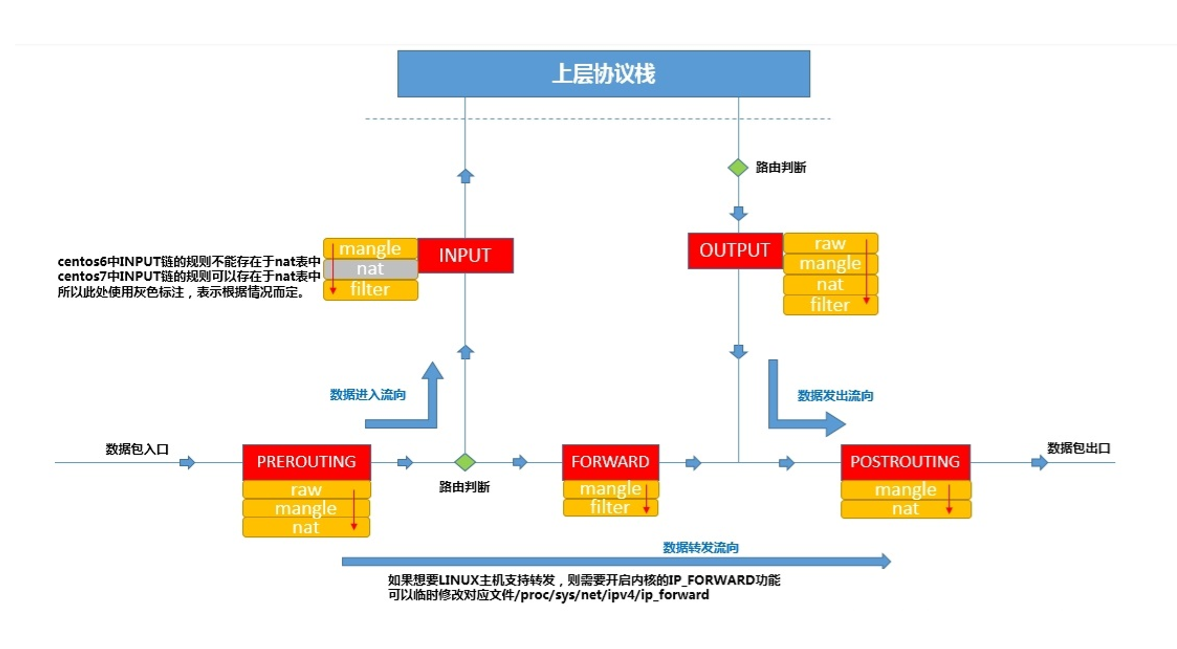 上层协议栈
路由判断
centos6中INPUT链的规则不能存在于nat表中
centos7中INPUT链的规则可以存在于nat表中
所以此处使用灰色标注，表示根据情况而定。
mangle
nat
filter
INPUT
OUTPUT
raw
mangle
nat
filter
数据进入流向
数据发出流向
数据包入口
PREROUTING
raw
mangle
nat
路由判断
FORWARD
mangle
filter
POSTROUTING
mangle
nat
数据包出口
数据转发流向
如果想要LINUX主机支持转发，则需要开启内核的IP_FORWARD功能
可以临时修改对应文件/proc/sys/net/ipv4/ip_forward